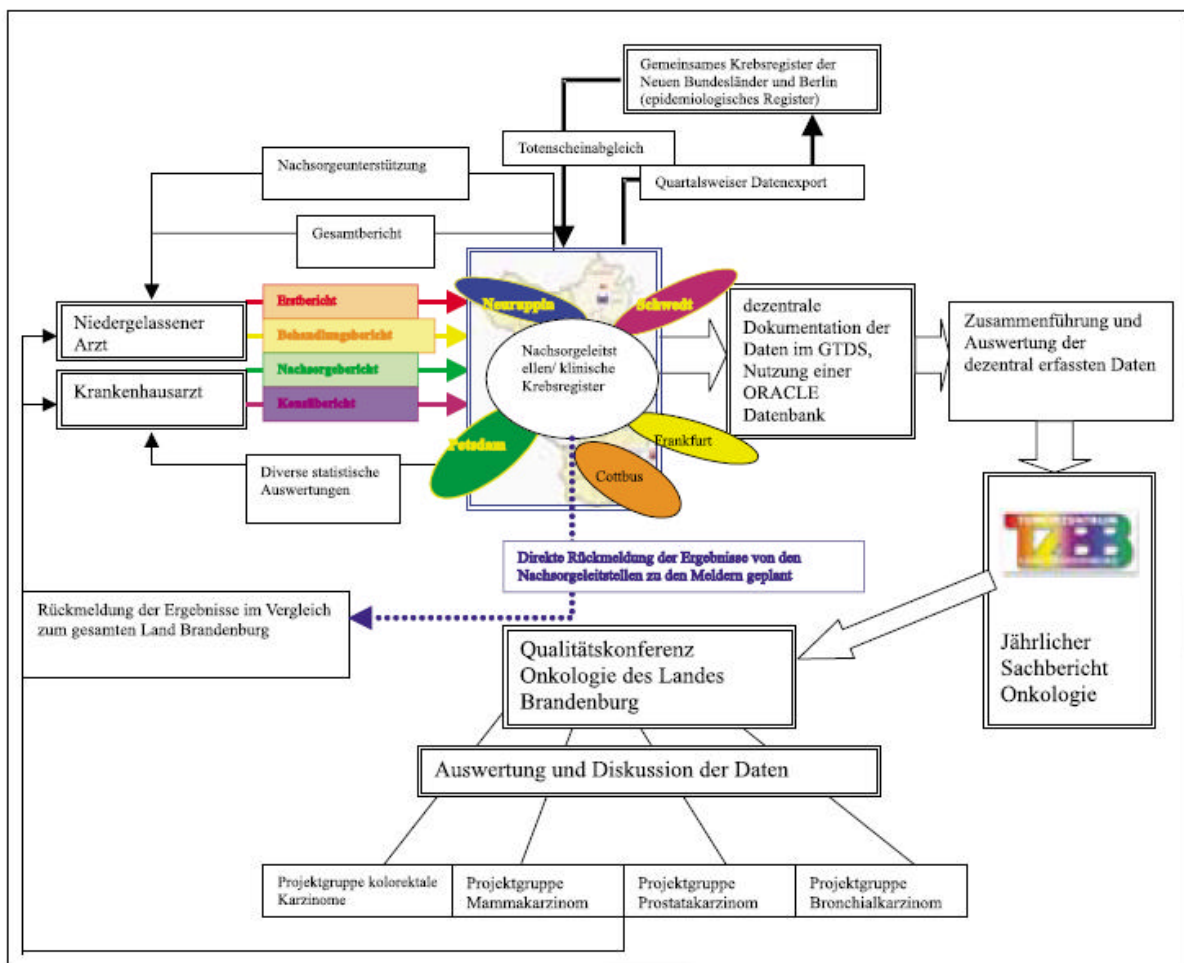 Gemeinsames Krebsregister der
Neuen Bundesländer und Berlin
(epidemiologisches Register)
Totenscheinabgleich
Nachsorgeunterstützung
Quartalsweiser Datenexport
Gesamtbericht
Erstbericht
Behandlungsbericht
Nachsorgebericht
Niedergelassener
Arzt
Krankenhausarzt
Neuruppin
Schwedt
Nachsorgeleitst
ellen/ klinische
Krebsregister
Potsdam
Frankfurt
Cottbus
dezentrale
Dokumentation der
Daten im GTDS,
Nutzung einer
ORACLE
Datenbank
Zusammenführung und
Auswertung der
dezentral erfassten Daten
Diverse statistische
Auswertungen
Direkte Rückmeldung der Ergebnisse von den
Nachsorgeleitstellen zu den Meldern geplant
TZBB
Jährlicher
Sachbericht
Onkologie
Rückmeldung der Ergebnisse im Vergleich
zum gesamten Land Brandenburg
Qualitätskonferenz
Onkologie des Landes
Brandenburg
Auswertung und Diskussion der Daten
Projektgruppe kolorektale
Karzinome
Projektgruppe
Mammakarzinom
Projektgruppe
Prostatakarzinom
Projektgruppe
Bronchialkarzinom